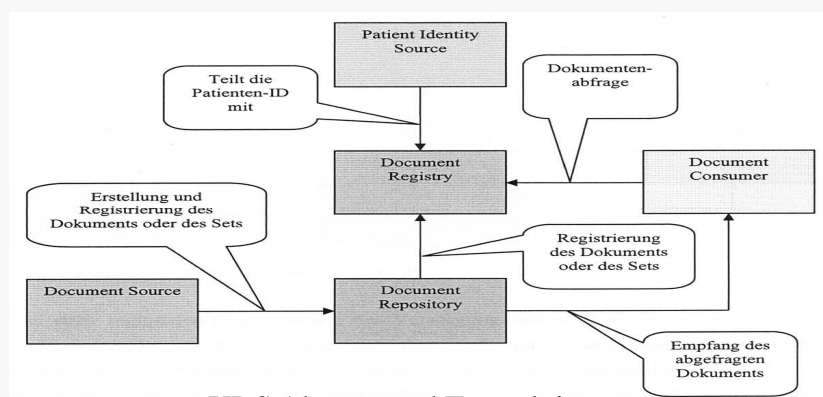 Patient Identity
Source
Teilt die
Patienten-ID
mit
Dokumenten-
abfrage
Document
Registry
Document
Consumer
Erstellung und
Registrierung des
Dokuments oder des Sets
Registrierung
des Dokuments
oder des Sets
Document Source
Document
Repository
Empfang des
abgefragten
Dokuments